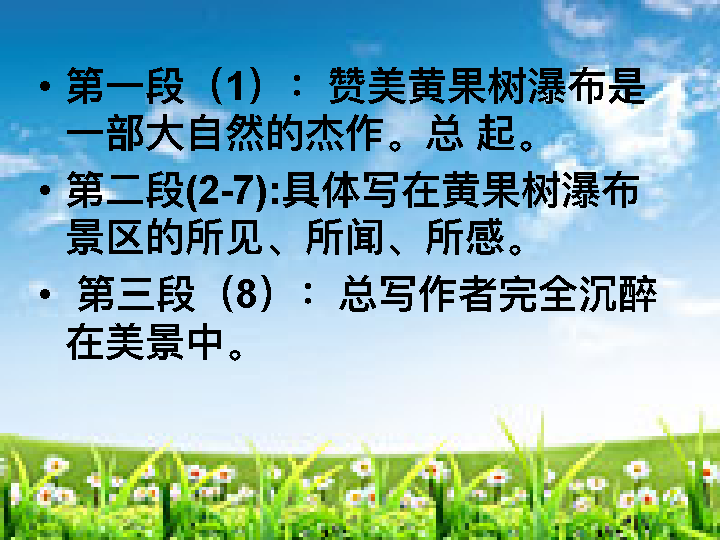 • 第一段（1）：赞美黄果树瀑布是
一部大自然的杰作。总 起。
• 第二段(2-7):具体写在黄果树瀑布
景区的所见、所闻、所感。
• 第三段（8）：总写作者完全沉醉
在美景中。